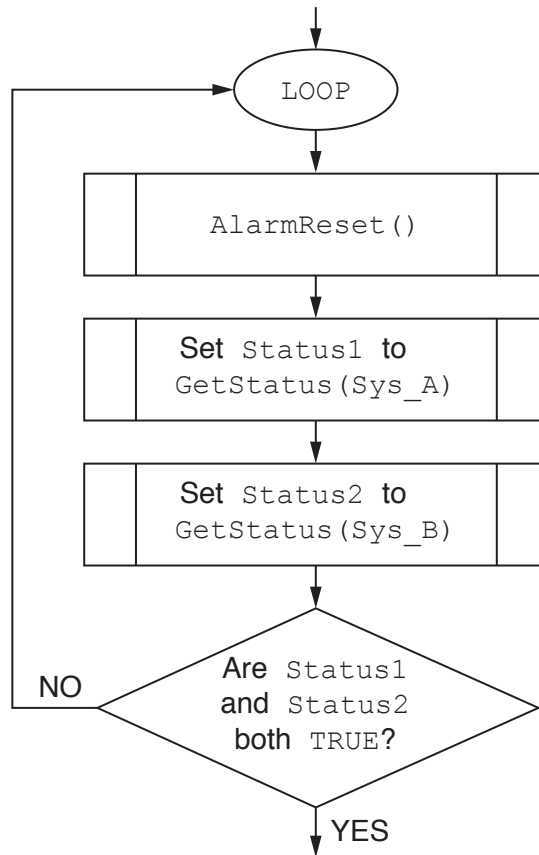 LOOP
AlarmReset()
Set Status1 to
GetStatus(Sys_A)
Set Status2 to
GetStatus(Sys_B)
Are Status1
and Status2
both TRUE?
NO
YES